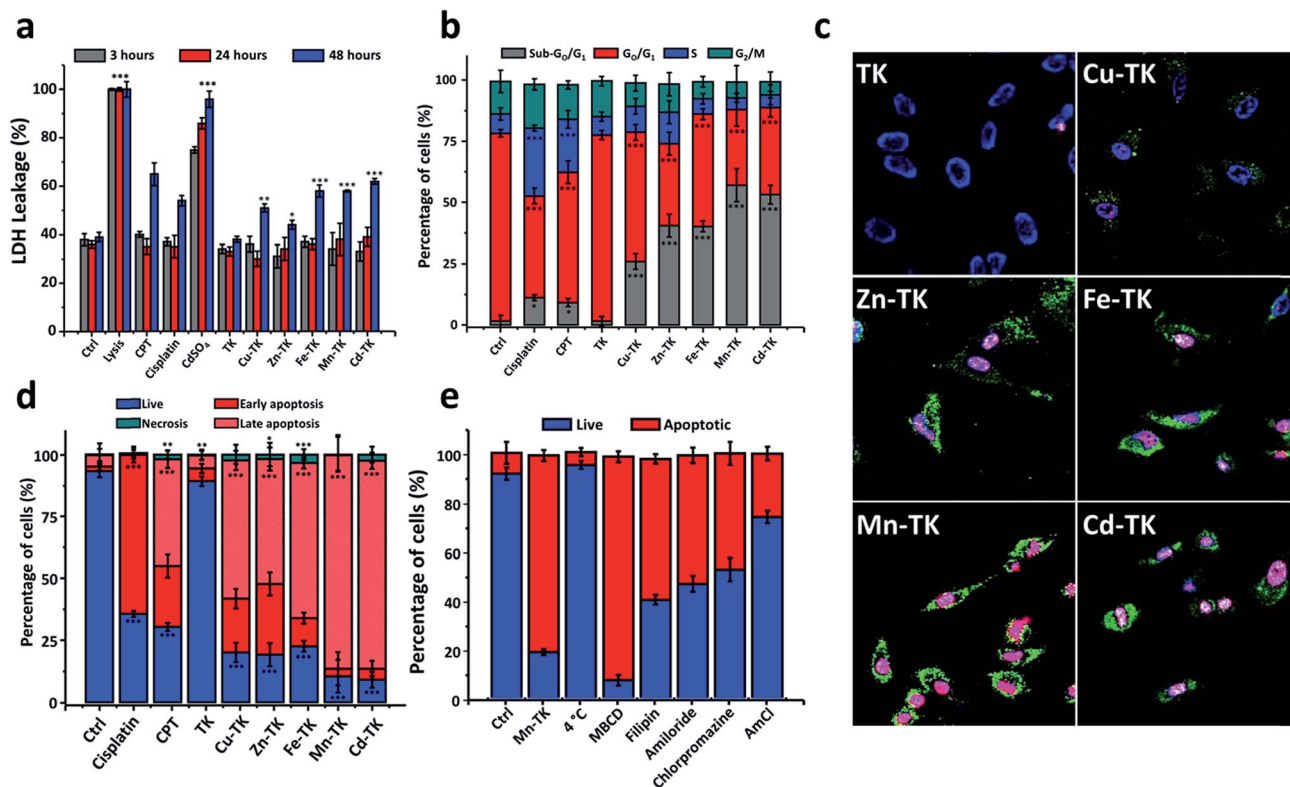 a
3 hours 24 hours 48 hours
LDH Leakage (%)
100
80
60
40
20
0
*** *** ** * *** *** ***
Ctrl Lysis CPT Cisplatin CdSO₄ TK Cu-TK Zn-TK Fe-TK Mn-TK Cd-TK
b
Sub-G₀/G₁ G₀/G₁ S G₂/M
Percentage of cells (%)
100
75
50
25
0
Ctrl Cisplatin CPT TK Cu-TK Zn-TK Fe-TK Mn-TK Cd-TK
c
TK Cu-TK
Zn-TK Fe-TK
Mn-TK Cd-TK
d
Live Early apoptosis
Necrosis Late apoptosis
Percentage of cells (%)
100
75
50
25
0
Ctrl Cisplatin CPT TK Cu-TK Zn-TK Fe-TK Mn-TK Cd-TK
e
Live Apoptotic
Percentage of cells (%)
100
80
60
40
20
0
Ctrl Mn-TK 4 °C MBCD Filipin Amiloride Chlorpromazine AmCl